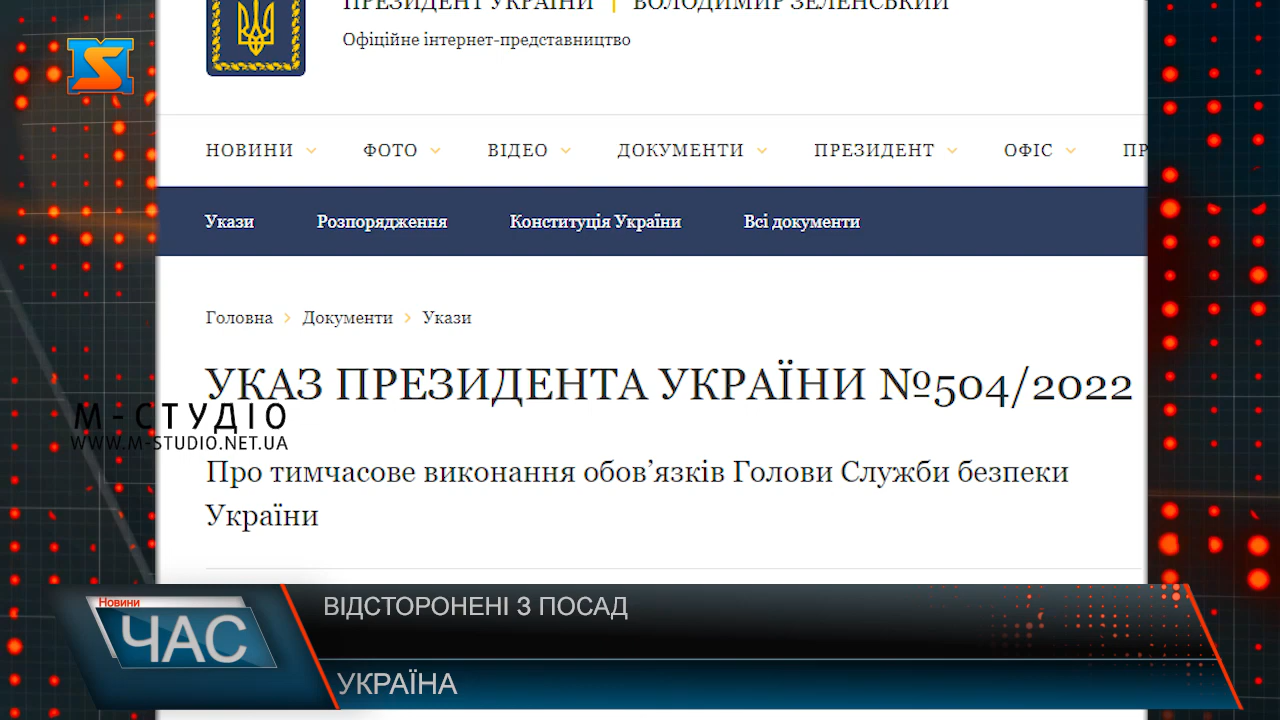 ПРЕЗИДЕНТ УКРАЇНИ | ВОЛОДИМИР ЗЕЛЕНСЬКИЙ
Офіційне інтернет-представництво
НОВИНИ ФОТО ВІДЕО ДОКУМЕНТИ ПРЕЗИДЕНТ ОФІС ПР
Укази Розпорядження Конституція України Всі документи
Головна > Документи > Укази
УКАЗ ПРЕЗИДЕНТА УКРАЇНИ №504/2022
М-СТУДІО
WWW.M-STUDIO.NET.UA
Про тимчасове виконання обов’язків Голови Служби безпеки
України
Новини
ЧАС
ВІДСТОРОНЕНІ З ПОСАД
УКРАЇНА